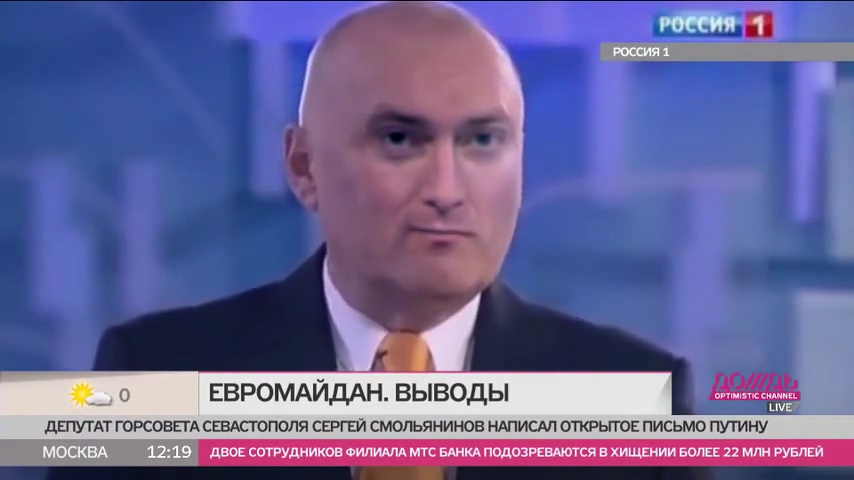 РОССИЯ 1
РОССИЯ 1
0
ЕВРОМАЙДАН. ВЫВОДЫ
ДОЖДЬ
OPTIMISTIC CHANNEL
LIVE
ДЕПУТАТ ГОРСОВЕТА СЕВАСТОПОЛЯ СЕРГЕЙ СМОЛЬЯНИНОВ НАПИСАЛ ОТКРЫТОЕ ПИСЬМО ПУТИНУ
МОСКВА 12:19 ДВОЕ СОТРУДНИКОВ ФИЛИАЛА МТС БАНКА ПОДОЗРЕВАЮТСЯ В ХИЩЕНИИ БОЛЕЕ 22 МЛН РУБЛЕЙ